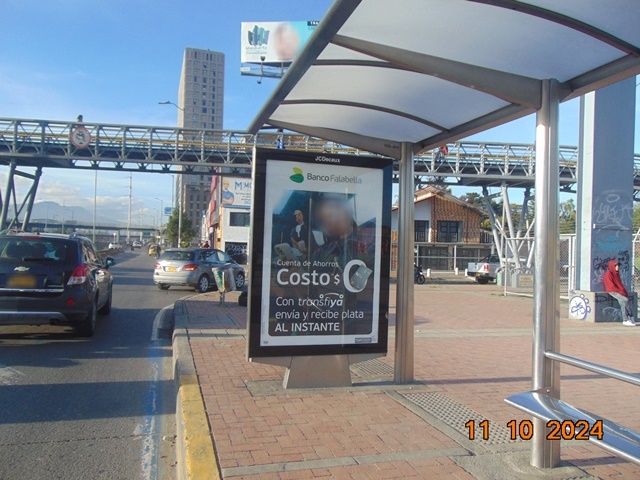 JCDecaux
Banco Falabella
Cuenta de Ahorros
Costo $0
Con transfiya
envía y recibe plata
AL INSTANTE
11 10 2024